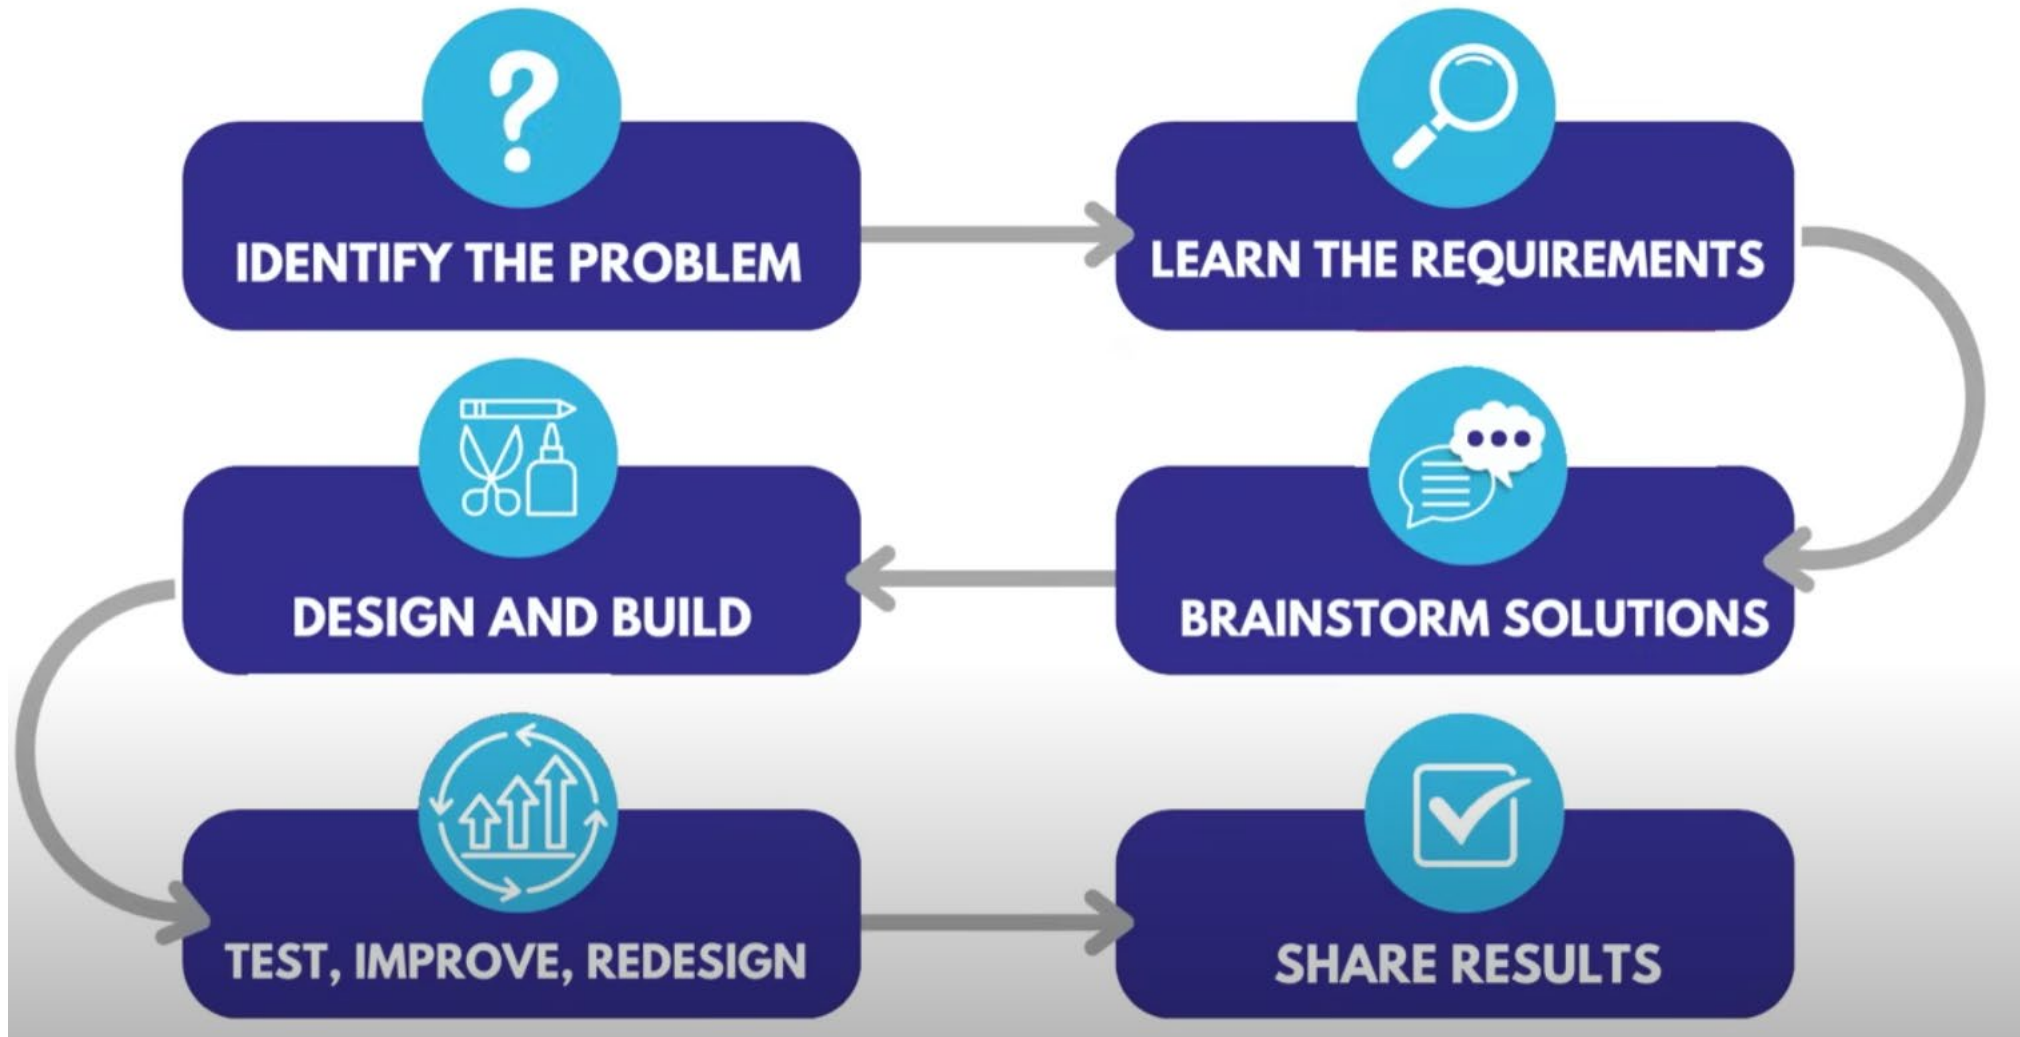 IDENTIFY THE PROBLEM
LEARN THE REQUIREMENTS
BRAINSTORM SOLUTIONS
DESIGN AND BUILD
TEST, IMPROVE, REDESIGN
SHARE RESULTS